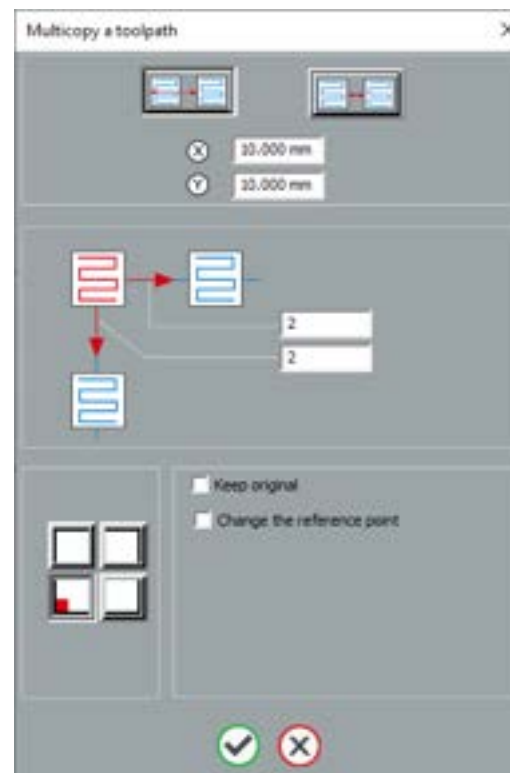 Multicopy a toolpath
X 10.000 mm
Y 10.000 mm
2
2
Keep original
Change the reference point